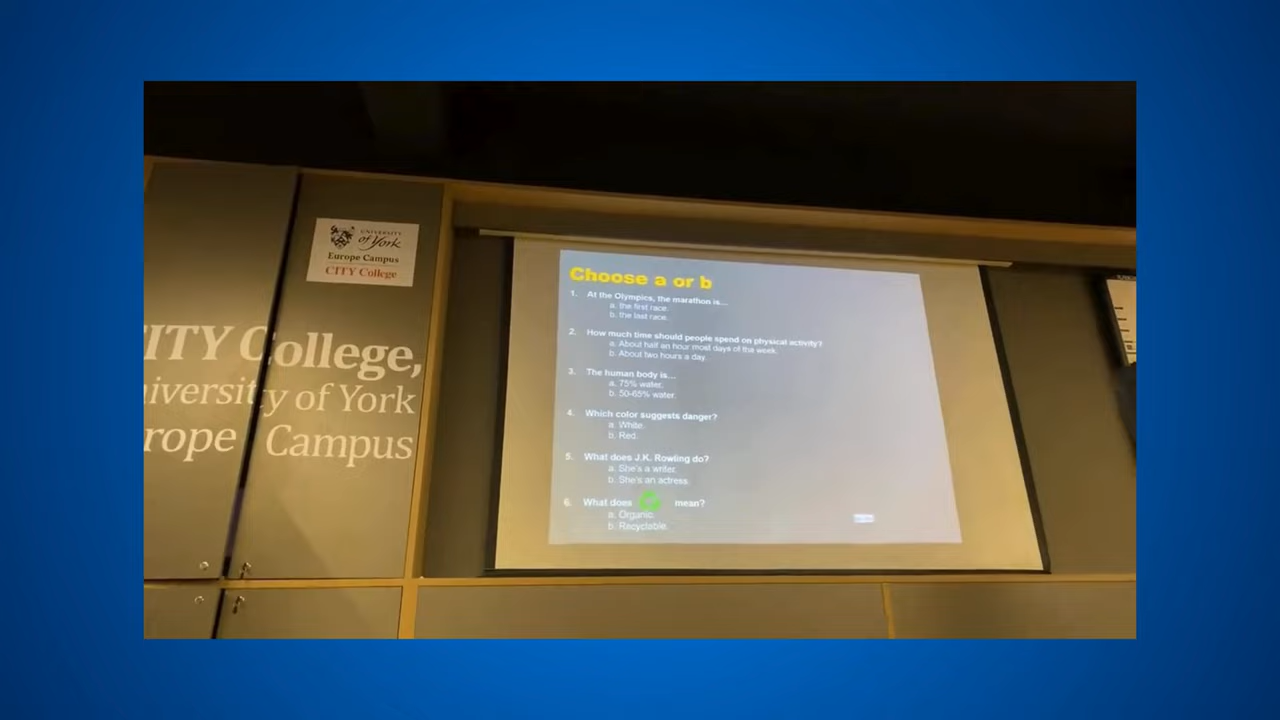 UNIVERSITY
of York
Europe Campus
CITY College
CITY College,
niversity of York
rope Campus
Choose a or b
1. At the Olympics, the marathon is...
a. the first race.
b. the last race.
2. How much time should people spend on physical activity?
a. About half an hour most days of the week.
b. About two hours a day.
3. The human body is...
a. 75% water.
b. 50-65% water.
4. Which color suggests danger?
a. White.
b. Red.
5. What does J.K. Rowling do?
a. She's a writer.
b. She's an actress.
6. What does mean?
a. Organic.
b. Recyclable.